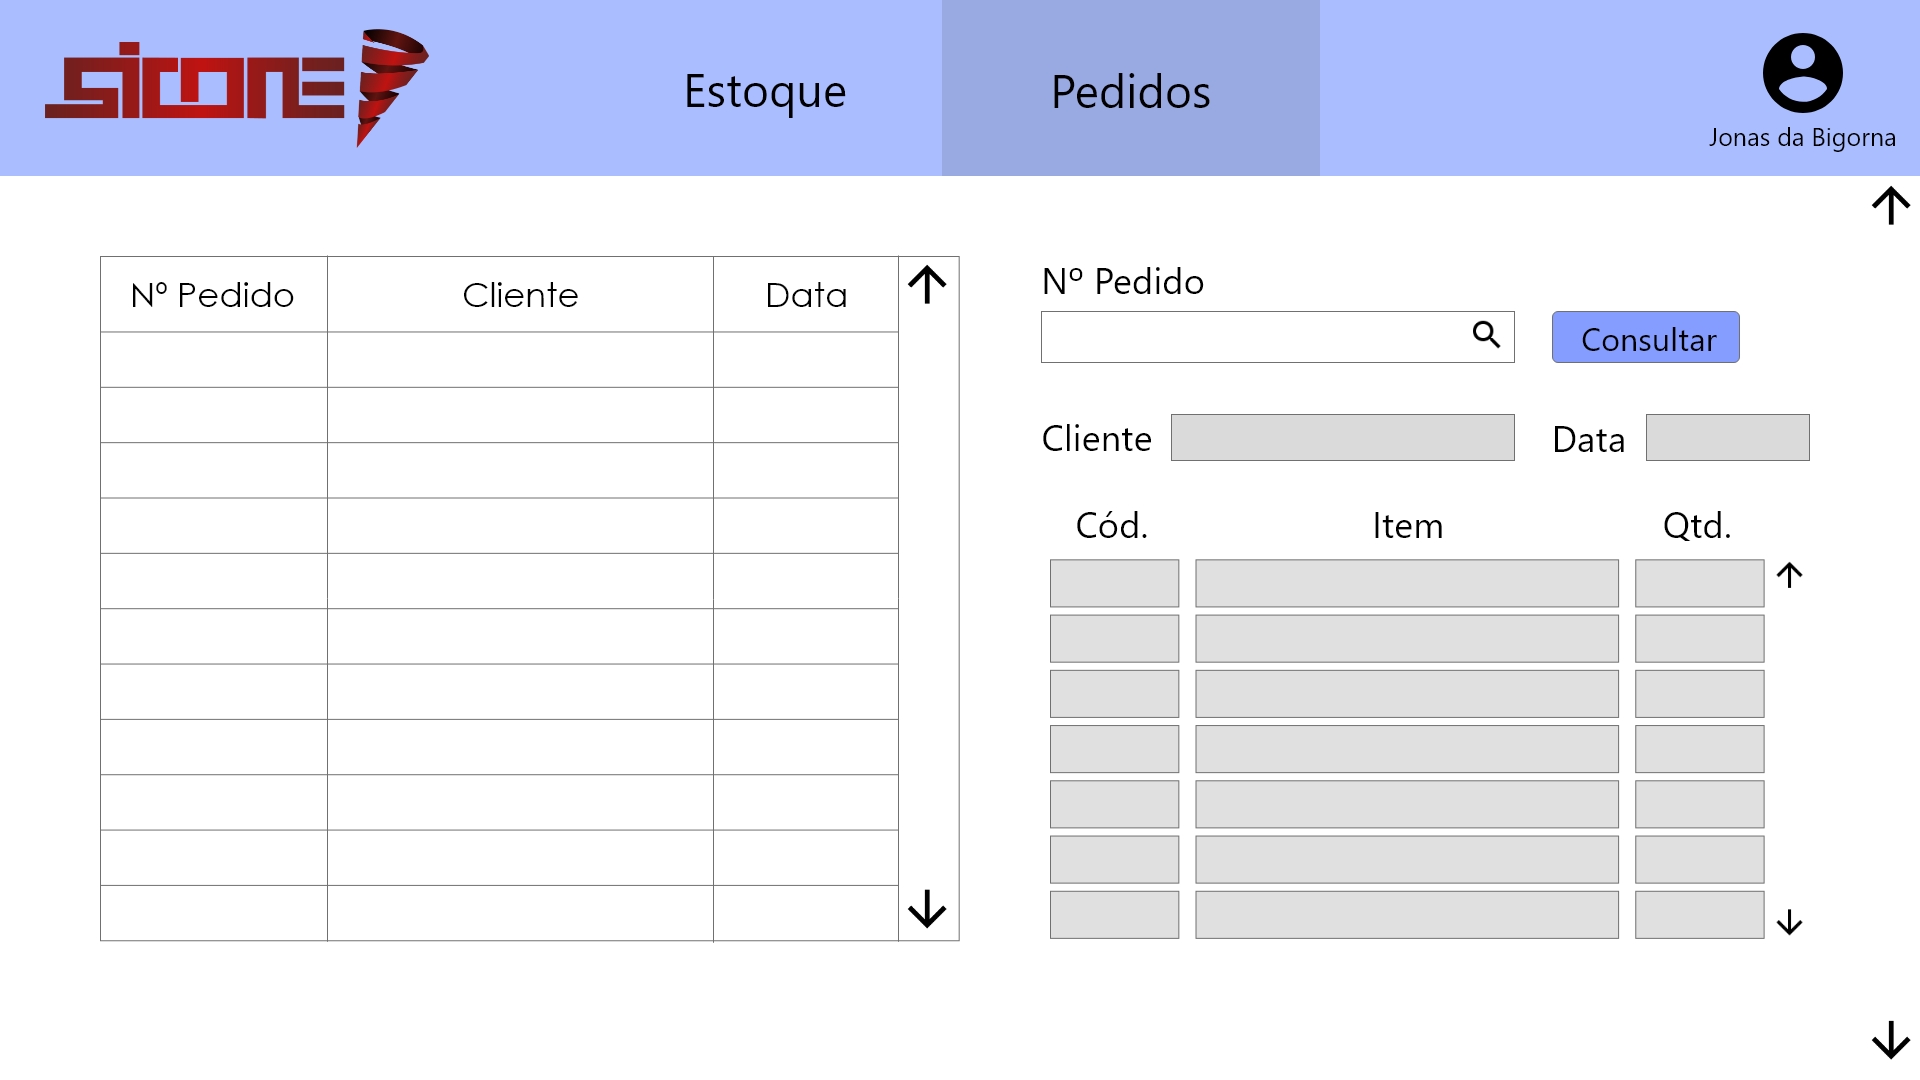 sicone
Estoque
Pedidos
Jonas da Bigorna
Nº Pedido
Cliente
Data
Nº Pedido
Consultar
Cliente
Data
Cód.
Item
Qtd.